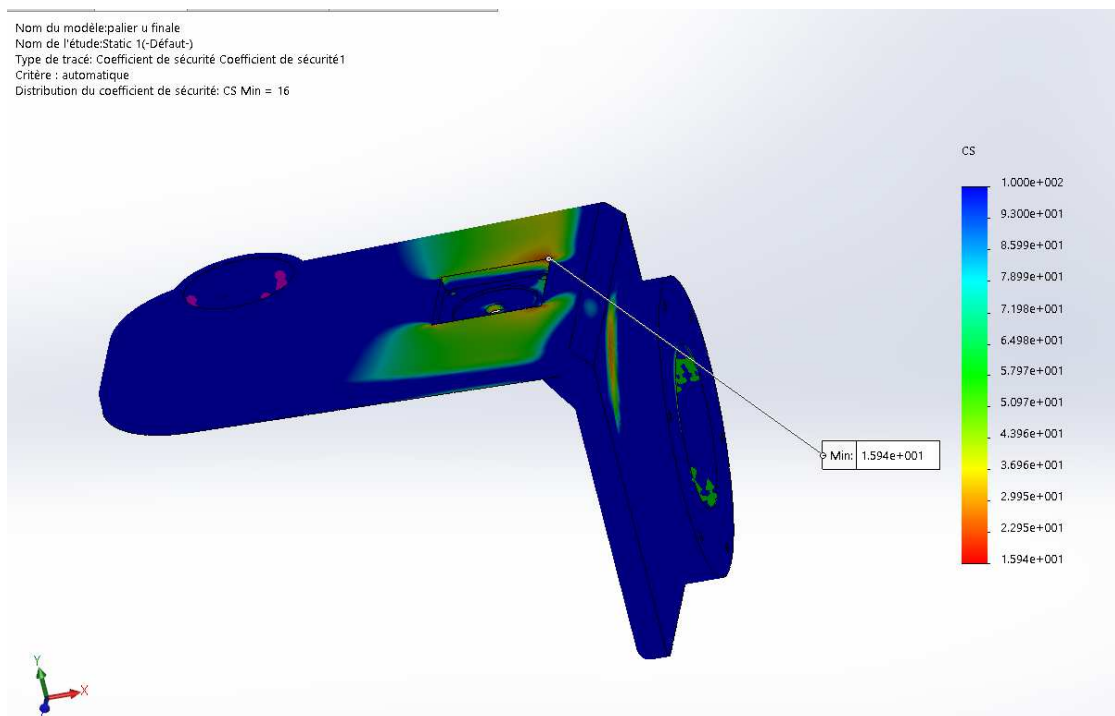 Nom du modèle:palier u finale
Nom de l'étude:Static 1(-Défaut-)
Type de tracé: Coefficient de sécurité Coefficient de sécurité1
Critère : automatique
Distribution du coefficient de sécurité: CS Min = 16
CS
1.000e+002
9.300e+001
8.599e+001
7.899e+001
7.198e+001
6.498e+001
5.797e+001
5.097e+001
4.396e+001
3.696e+001
2.995e+001
2.295e+001
1.594e+001
Min: 1.594e+001
Y
X